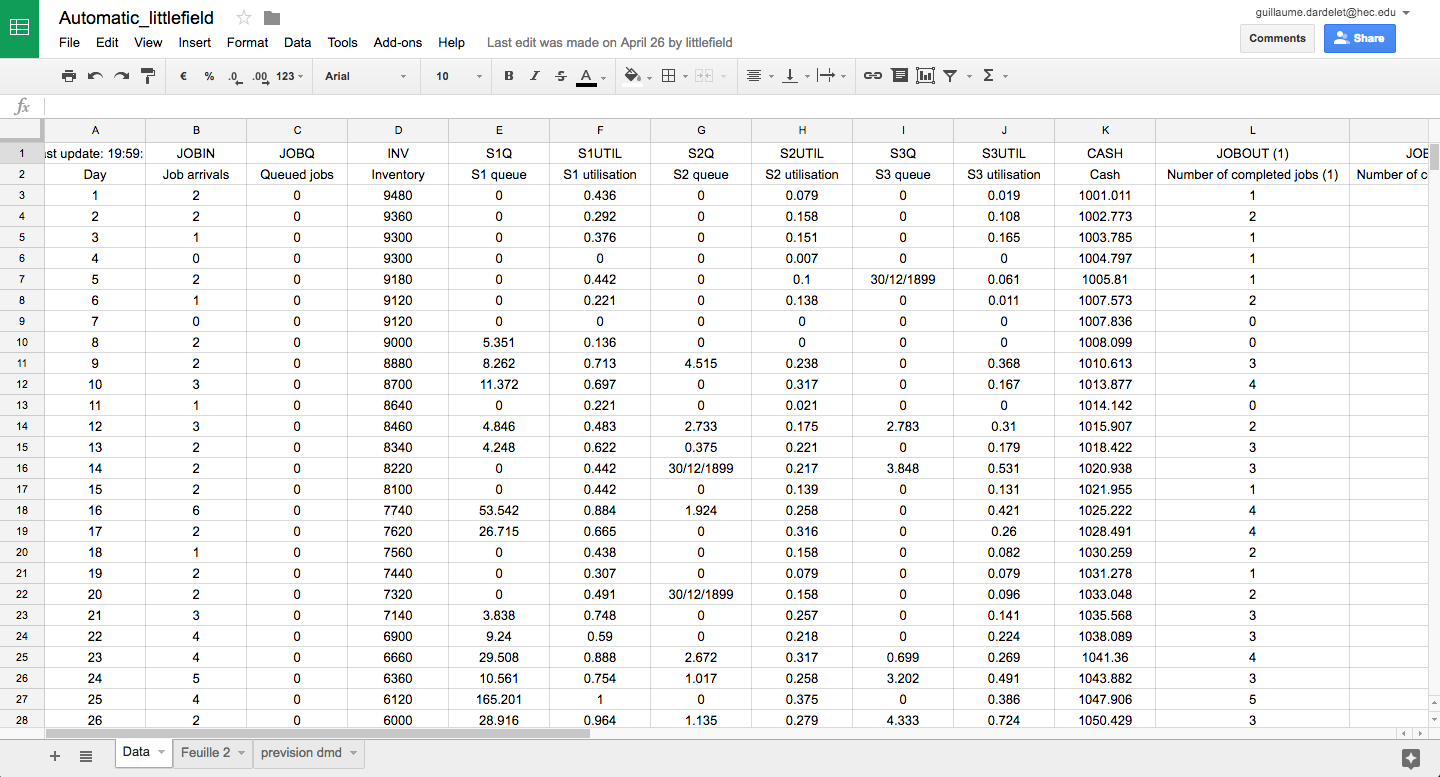 Automatic_littlefield
guillaume.dardelet@hec.edu
File Edit View Insert Format Data Tools Add-ons Help Last edit was made on April 26 by littlefield
Comments Share
€ % .0 .00 123 Arial 10 B I S A Σ
fx
A B C D E F G H I J K L
1 st update: 19:59: JOBIN JOBQ INV S1Q S1UTIL S2Q S2UTIL S3Q S3UTIL CASH JOBOUT (1) JOE
2 Day Job arrivals Queued jobs Inventory S1 queue S1 utilisation S2 queue S2 utilisation S3 queue S3 utilisation Cash Number of completed jobs (1) Number of c
3 1 2 0 9480 0 0.436 0 0.079 0 0.019 1001.011 1
4 2 2 0 9360 0 0.292 0 0.158 0 0.108 1002.773 2
5 3 1 0 9300 0 0.376 0 0.151 0 0.165 1003.785 1
6 4 0 0 9300 0 0 0 0.007 0 0 1004.797 1
7 5 2 0 9180 0 0.442 0 0.1 30/12/1899 0.061 1005.81 1
8 6 1 0 9120 0 0.221 0 0.138 0 0.011 1007.573 2
9 7 0 0 9120 0 0 0 0 0 0 1007.836 0
10 8 2 0 9000 5.351 0.136 0 0 0 0 1008.099 0
11 9 2 0 8880 8.262 0.713 4.515 0.238 0 0.368 1010.613 3
12 10 3 0 8700 11.372 0.697 0 0.317 0 0.167 1013.877 4
13 11 1 0 8640 0 0.221 0 0.021 0 0 1014.142 0
14 12 3 0 8460 4.846 0.483 2.733 0.175 2.783 0.31 1015.907 2
15 13 2 0 8340 4.248 0.622 0.375 0.221 0 0.179 1018.422 3
16 14 2 0 8220 0 0.442 30/12/1899 0.217 3.848 0.531 1020.938 3
17 15 2 0 8100 0 0.442 0 0.139 0 0.131 1021.955 1
18 16 6 0 7740 53.542 0.884 1.924 0.258 0 0.421 1025.222 4
19 17 2 0 7620 26.715 0.665 0 0.316 0 0.26 1028.491 4
20 18 1 0 7560 0 0.438 0 0.158 0 0.082 1030.259 2
21 19 2 0 7440 0 0.307 0 0.079 0 0.079 1031.278 1
22 20 2 0 7320 0 0.491 30/12/1899 0.158 0 0.096 1033.048 2
23 21 3 0 7140 3.838 0.748 0 0.257 0 0.141 1035.568 3
24 22 4 0 6900 9.24 0.59 0 0.218 0 0.224 1038.089 3
25 23 4 0 6660 29.508 0.888 2.672 0.317 0.699 0.269 1041.36 4
26 24 5 0 6360 10.561 0.754 1.017 0.258 3.202 0.491 1043.882 3
27 25 4 0 6120 165.201 1 0 0.375 0 0.386 1047.906 5
28 26 2 0 6000 28.916 0.964 1.135 0.279 4.333 0.724 1050.429 3
Data Feuille 2 prevision dmd